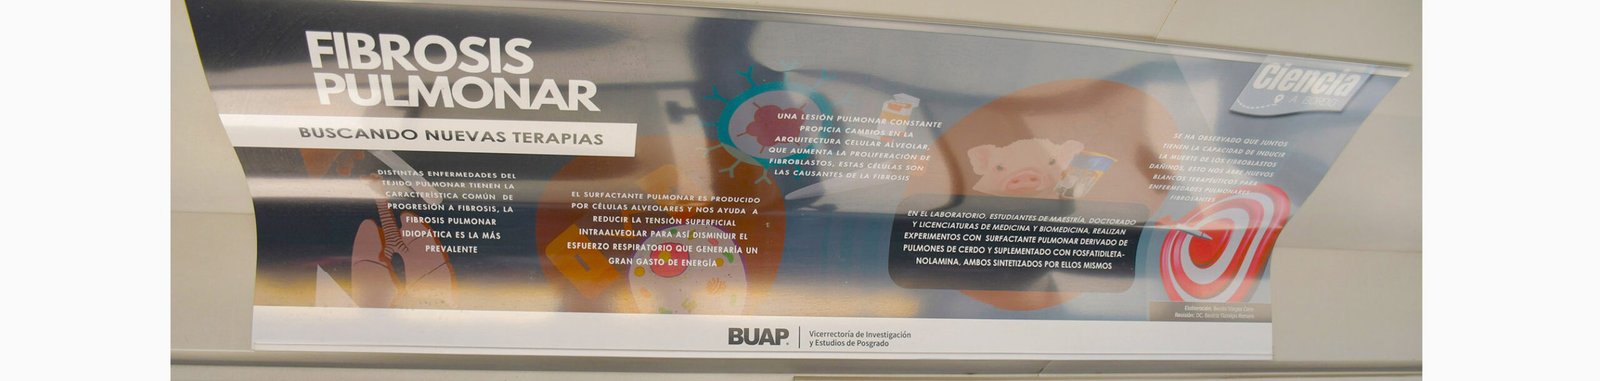 FIBROSIS
PULMONAR
BUSCANDO NUEVAS TERAPIAS
DISTINTAS ENFERMEDADES DEL
TEJIDO PULMONAR TIENEN LA
CARACTERÍSTICA COMÚN DE
PROGRESIÓN A FIBROSIS, LA
FIBROSIS PULMONAR
IDIOPÁTICA ES LA MÁS
PREVALENTE
EL SURFACTANTE PULMONAR ES PRODUCIDO
POR CÉLULAS ALVEOLARES Y NOS AYUDA A
REDUCIR LA TENSIÓN SUPERFICIAL
INTRAALVEOLAR PARA ASÍ DISMINUIR EL
ESFUERZO RESPIRATORIO QUE GENERARÍA UN
GRAN GASTO DE ENERGÍA
UNA LESIÓN PULMONAR CONSTANTE
PROPICIA CAMBIOS EN LA
ARQUITECTURA CELULAR ALVEOLAR,
QUE AUMENTA LA PROLIFERACIÓN DE
FIBROBLASTOS, ESTAS CÉLULAS SON
LAS CAUSANTES DE LA FIBROSIS
EN EL LABORATORIO, ESTUDIANTES DE MAESTRÍA, DOCTORADO
Y LICENCIATURAS DE MEDICINA Y BIOMEDICINA, REALIZAN
EXPERIMENTOS CON SURFACTANTE PULMONAR DERIVADO DE
PULMONES DE CERDO Y SUPLEMENTADO CON FOSFATIDILETA-
NOLAMINA, AMBOS SINTETIZADOS POR ELLOS MISMOS
Ciencia
A BORDO
SE HA OBSERVADO QUE JUNTOS
TIENEN LA CAPACIDAD DE INDUCIR
LA MUERTE DE LOS FIBROBLASTOS
DAÑINOS, ESTO NOS ABRE NUEVOS
BLANCOS TERAPÉUTICOS PARA
ENFERMEDADES PULMONARES
FIBROSANTES
Elaboración:
Revisión: DC.
BUAP
Vicerrectoría de Investigación
y Estudios de Posgrado